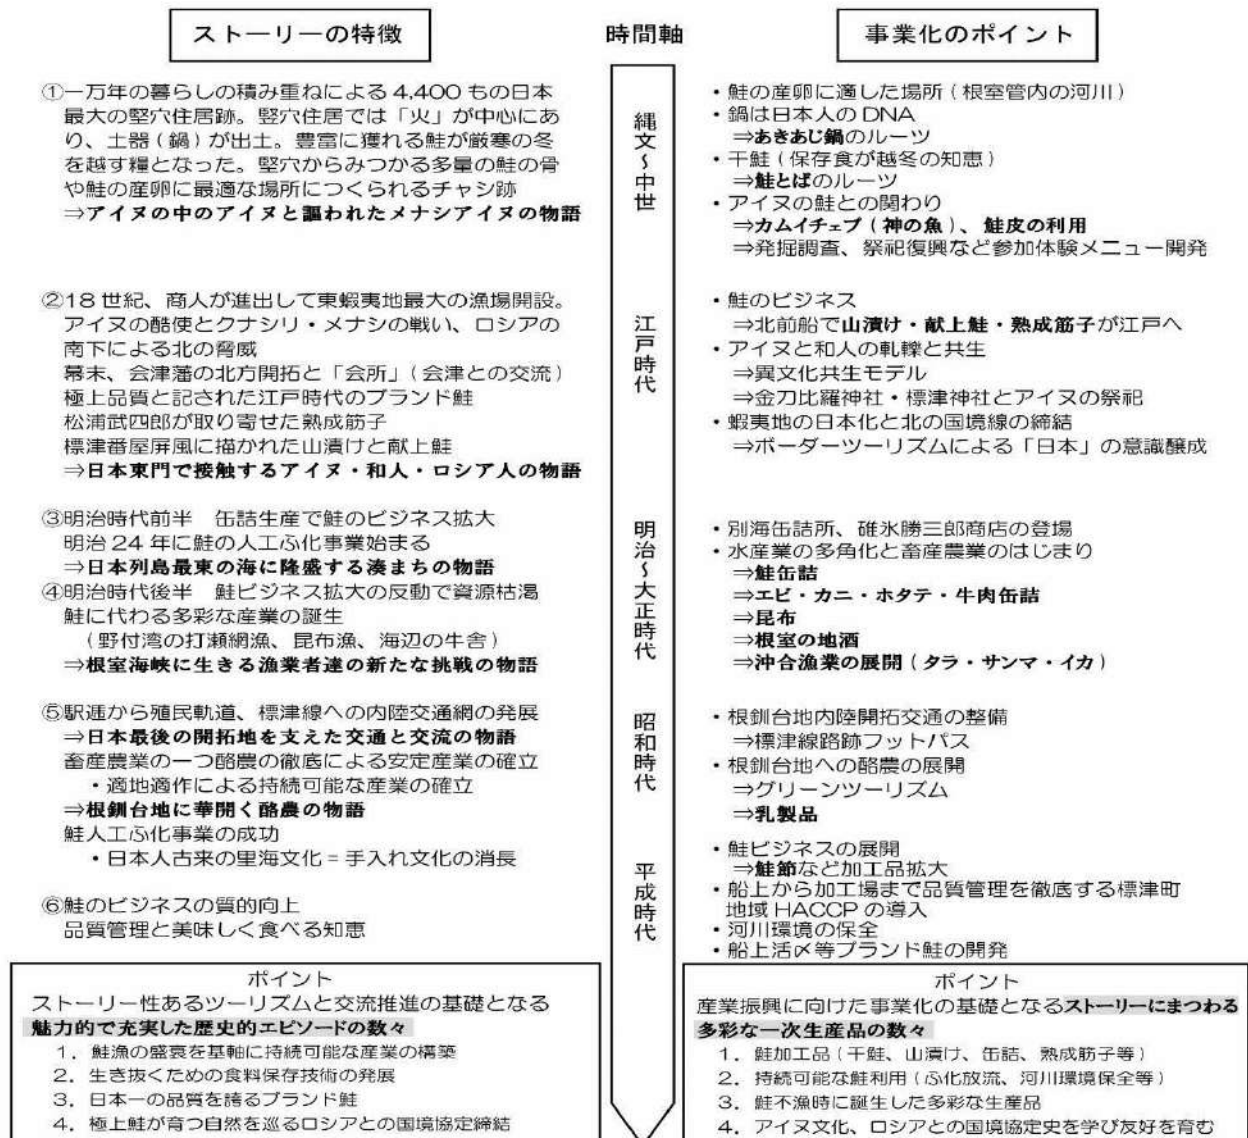 ストーリーの特徴
時間軸
事業化のポイント
①一万年の暮らしの積み重ねによる 4,400 もの日本
最大の竪穴住居跡。竪穴住居では「火」が中心にあ
り、土器（鍋）が出土。豊富に獲れる鮭が厳寒の冬
を越す糧となった。竪穴からみつかる多量の鮭の骨
や鮭の産卵に最適な場所につくられるチャシ跡
⇒アイヌの中のアイヌと謳われたメナシアイヌの物語
縄文～中世
・鮭の産卵に適した場所（根室管内の河川）
・鍋は日本人の DNA
⇒あきあじ鍋のルーツ
・干鮭（保存食が越冬の知恵）
⇒鮭とばのルーツ
・アイヌの鮭との関わり
⇒カムイチェプ（神の魚）、鮭皮の利用
⇒発掘調査、祭祀復興など参加体験メニュー開発
②18 世紀、商人が進出して東蝦夷地最大の漁場開設。
アイヌの酷使とクナシリ・メナシの戦い、ロシアの
南下による北の脅威
幕末、会津藩の北方開拓と「会所」（会津との交流）
極上品質と記された江戸時代のブランド鮭
松浦武四郎が取り寄せた熟成筋子
標津番屋屏風に描かれた山漬けと献上鮭
⇒日本東門で接触するアイヌ・和人・ロシア人の物語
江戸時代
・鮭のビジネス
⇒北前船で山漬け・献上鮭・熟成筋子が江戸へ
・アイヌと和人の軋轢と共生
⇒異文化共生モデル
⇒金刀比羅神社・標津神社とアイヌの祭祀
・蝦夷地の日本化と北の国境線の締結
⇒ボーダーツーリズムによる「日本」の意識醸成
③明治時代前半　缶詰生産で鮭のビジネス拡大
明治 24 年に鮭の人工ふ化事業始まる
⇒日本列島最東の海に隆盛する湊まちの物語
④明治時代後半　鮭ビジネス拡大の反動で資源枯渇
鮭に代わる多彩な産業の誕生
（野付湾の打瀬網漁、昆布漁、海辺の牛舎）
⇒根室海峡に生きる漁業者達の新たな挑戦の物語
明治～大正時代
・別海缶詰所、碓氷勝三郎商店の登場
・水産業の多角化と畜産農業のはじまり
⇒鮭缶詰
⇒エビ・カニ・ホタテ・牛肉缶詰
⇒昆布
⇒根室の地酒
⇒沖合漁業の展開（タラ・サンマ・イカ）
⑤駅逓から殖民軌道、標津線への内陸交通網の発展
⇒日本最後の開拓地を支えた交通と交流の物語
畜産農業の一つ酪農の徹底による安定産業の確立
・適地適作による持続可能な産業の確立
⇒根釧台地に華開く酪農の物語
鮭人工ふ化事業の成功
・日本人古来の里海文化 = 手入れ文化の消長
昭和時代
・根釧台地内陸開拓交通の整備
⇒標津線路跡フットパス
・根釧台地への酪農の展開
⇒グリーンツーリズム
⇒乳製品
⑥鮭のビジネスの質的向上
品質管理と美味しく食べる知恵
平成時代
・鮭ビジネスの展開
⇒鮭節など加工品拡大
・船上から加工場まで品質管理を徹底する標津町
地域 HACCP の導入
・河川環境の保全
・船上活〆等ブランド鮭の開発
ポイント
ストーリー性あるツーリズムと交流推進の基礎となる
魅力的で充実した歴史的エピソードの数々
1．鮭漁の盛衰を基軸に持続可能な産業の構築
2．生き抜くための食料保存技術の発展
3．日本一の品質を誇るブランド鮭
4．極上鮭が育つ自然を巡るロシアとの国境協定締結
ポイント
産業振興に向けた事業化の基礎となるストーリーにまつわる
多彩な一次生産品の数々
1．鮭加工品（干鮭、山漬け、缶詰、熟成筋子等）
2．持続可能な鮭利用（ふ化放流、河川環境保全等）
3．鮭不漁時に誕生した多彩な生産品
4．アイヌ文化、ロシアとの国境協定史を学び友好を育む